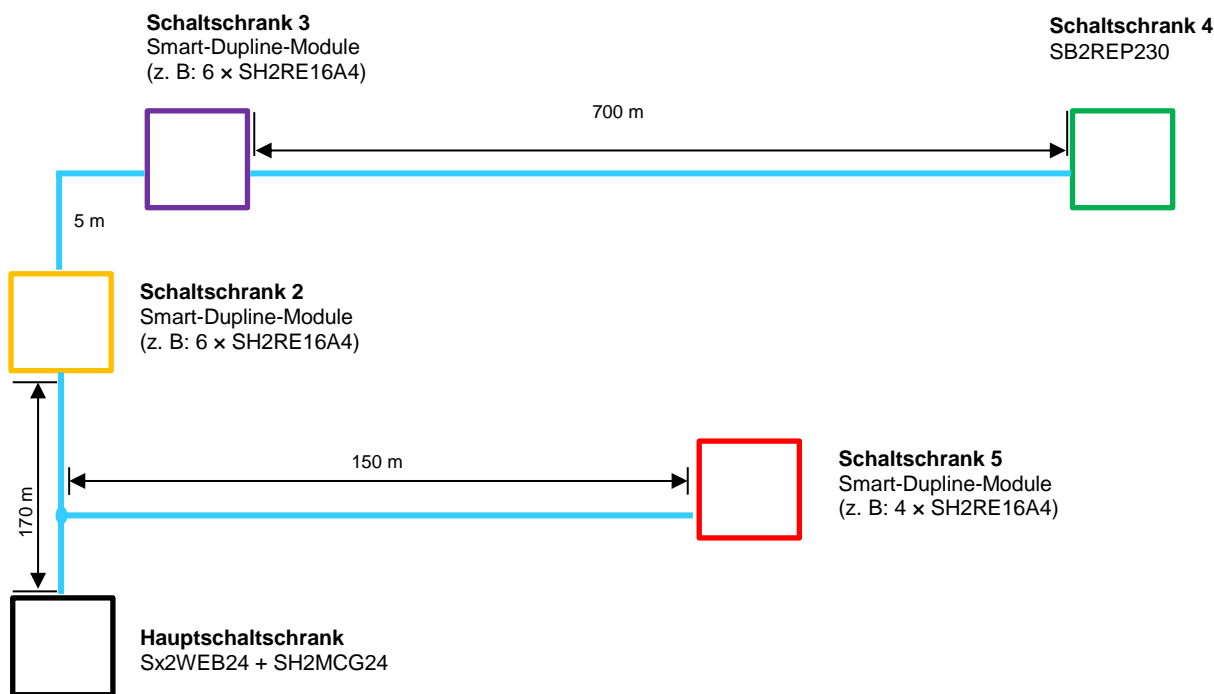 Schaltschrank 3
Smart-Dupline-Module
(z. B: 6 × SH2RE16A4)
Schaltschrank 4
SB2REP230
700 m
5 m
Schaltschrank 2
Smart-Dupline-Module
(z. B: 6 × SH2RE16A4)
150 m
170 m
Schaltschrank 5
Smart-Dupline-Module
(z. B: 4 × SH2RE16A4)
Hauptschaltschrank
Sx2WEB24 + SH2MCG24